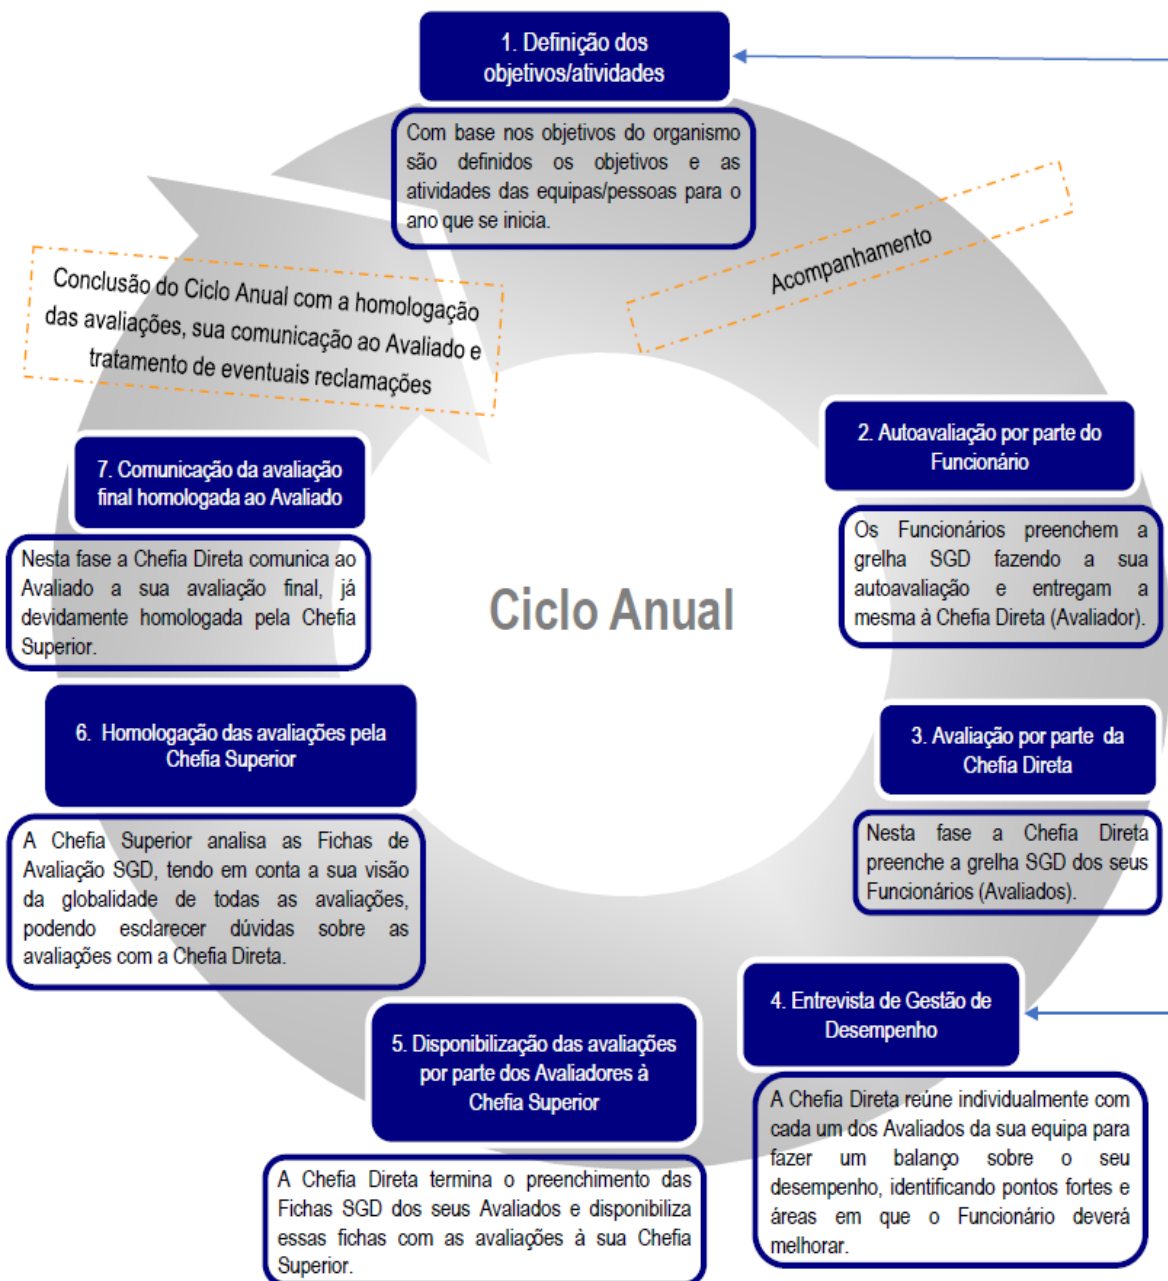 1. Definição dos
objetivos/atividades
Com base nos objetivos do organismo
são definidos os objetivos e as
atividades das equipas/pessoas para o
ano que se inicia.
Acompanhamento
Conclusão do Ciclo Anual com a homologação
das avaliações, sua comunicação ao Avaliado e
tratamento de eventuais reclamações
2. Autoavaliação por parte do
Funcionário
Os Funcionários preenchem a
grelha SGD fazendo a sua
autoavaliação e entregam a
mesma à Chefia Direta (Avaliador).
Ciclo Anual
3. Avaliação por parte da
Chefia Direta
Nesta fase a Chefia Direta
preenche a grelha SGD dos seus
Funcionários (Avaliados).
4. Entrevista de Gestão de
Desempenho
A Chefia Direta reúne individualmente com
cada um dos Avaliados da sua equipa para
fazer um balanço sobre o seu
desempenho, identificando pontos fortes e
áreas em que o Funcionário deverá
melhorar.
5. Disponibilização das avaliações
por parte dos Avaliadores à
Chefia Superior
A Chefia Direta termina o preenchimento das
Fichas SGD dos seus Avaliados e disponibiliza
essas fichas com as avaliações à sua Chefia
Superior.
6. Homologação das avaliações pela
Chefia Superior
A Chefia Superior analisa as Fichas de
Avaliação SGD, tendo em conta a sua visão
da globalidade de todas as avaliações,
podendo esclarecer dúvidas sobre as
avaliações com a Chefia Direta.
7. Comunicação da avaliação
final homologada ao Avaliado
Nesta fase a Chefia Direta comunica ao
Avaliado a sua avaliação final, já
devidamente homologada pela Chefia
Superior.